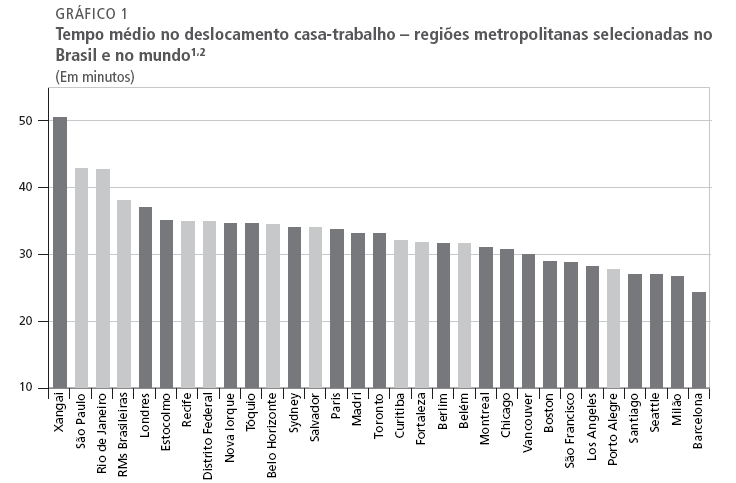 GRÁFICO 1
Tempo médio no deslocamento casa-trabalho – regiões metropolitanas selecionadas no
Brasil e no mundo1,2
(Em minutos)
50
40
30
20
10
Xangai
São Paulo
Rio de Janeiro
RMs Brasileiras
Londres
Estocolmo
Recife
Distrito Federal
Nova Iorque
Tóquio
Belo Horizonte
Sydney
Salvador
Paris
Madri
Toronto
Curitiba
Fortaleza
Berlim
Belém
Montreal
Chicago
Vancouver
Boston
São Francisco
Los Angeles
Porto Alegre
Santiago
Seattle
Milão
Barcelona